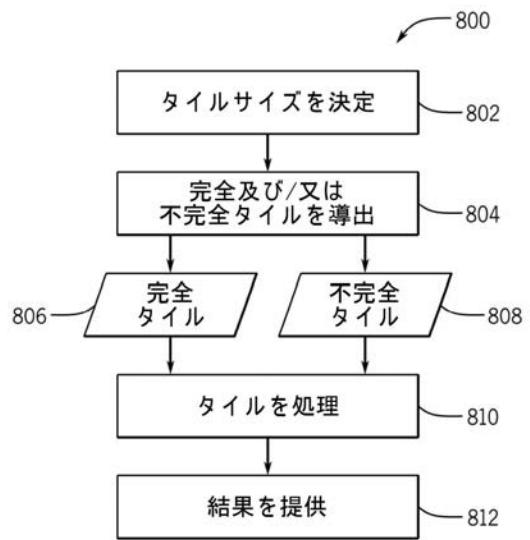 800
タイルサイズを決定
802
完全及び/又は
不完全タイルを導出
804
806
完全
タイル
不完全
タイル
808
タイルを処理
810
結果を提供
812